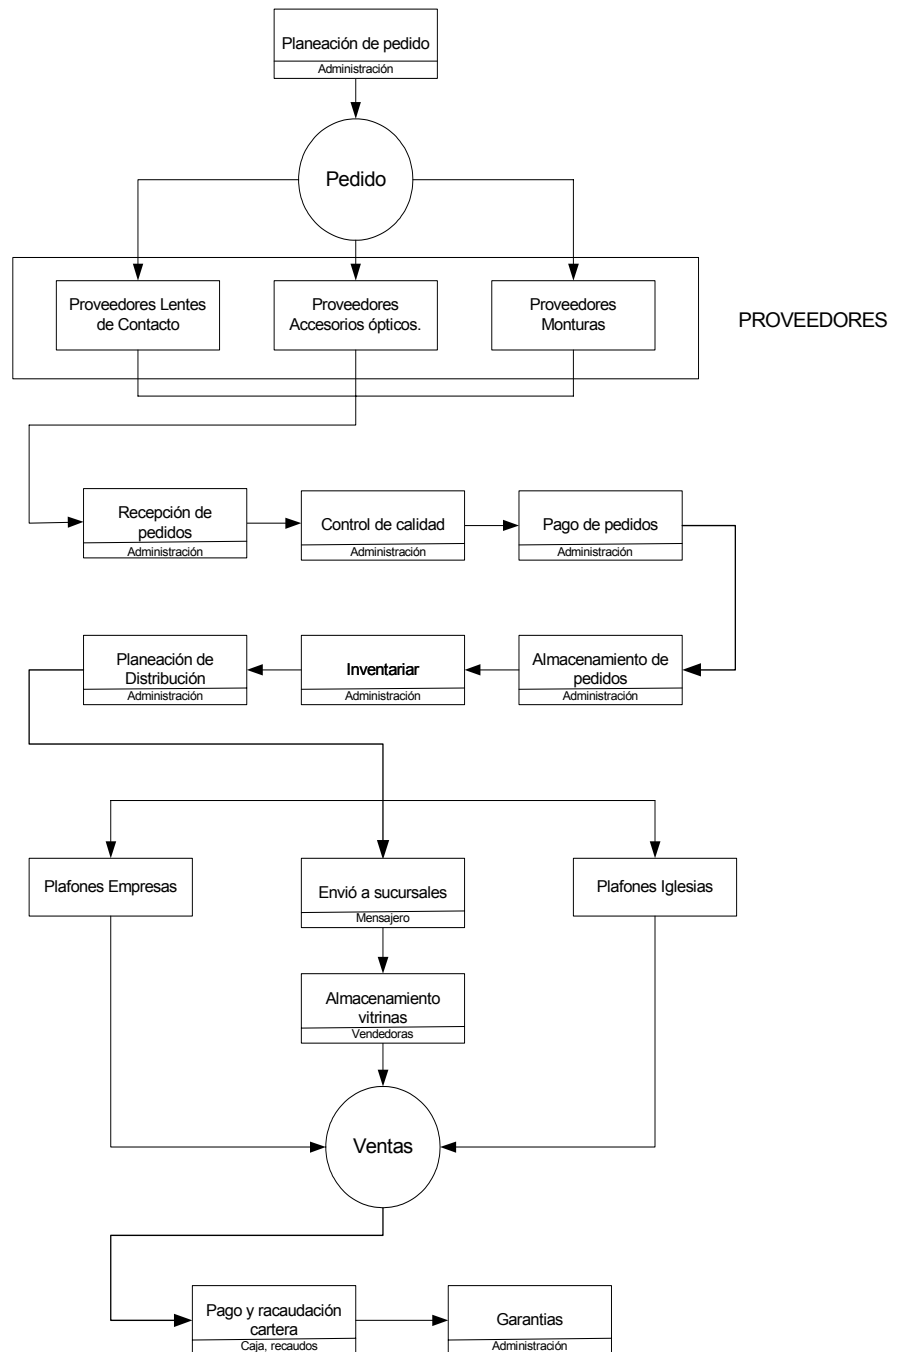 Planeación de pedido
Administración
Pedido
Proveedores Lentes
de Contacto
Proveedores
Accesorios ópticos.
Proveedores
Monturas
PROVEEDORES
Recepción de
pedidos
Administración
Control de calidad
Administración
Pago de pedidos
Administración
Planeación de
Distribución
Administración
Inventariar
Administración
Almacenamiento de
pedidos
Administración
Plafones Empresas
Envió a sucursales
Mensajero
Plafones Iglesias
Almacenamiento
vitrinas
Vendedoras
Ventas
Pago y racaudación
cartera
Caja, recaudos
Garantias
Administración